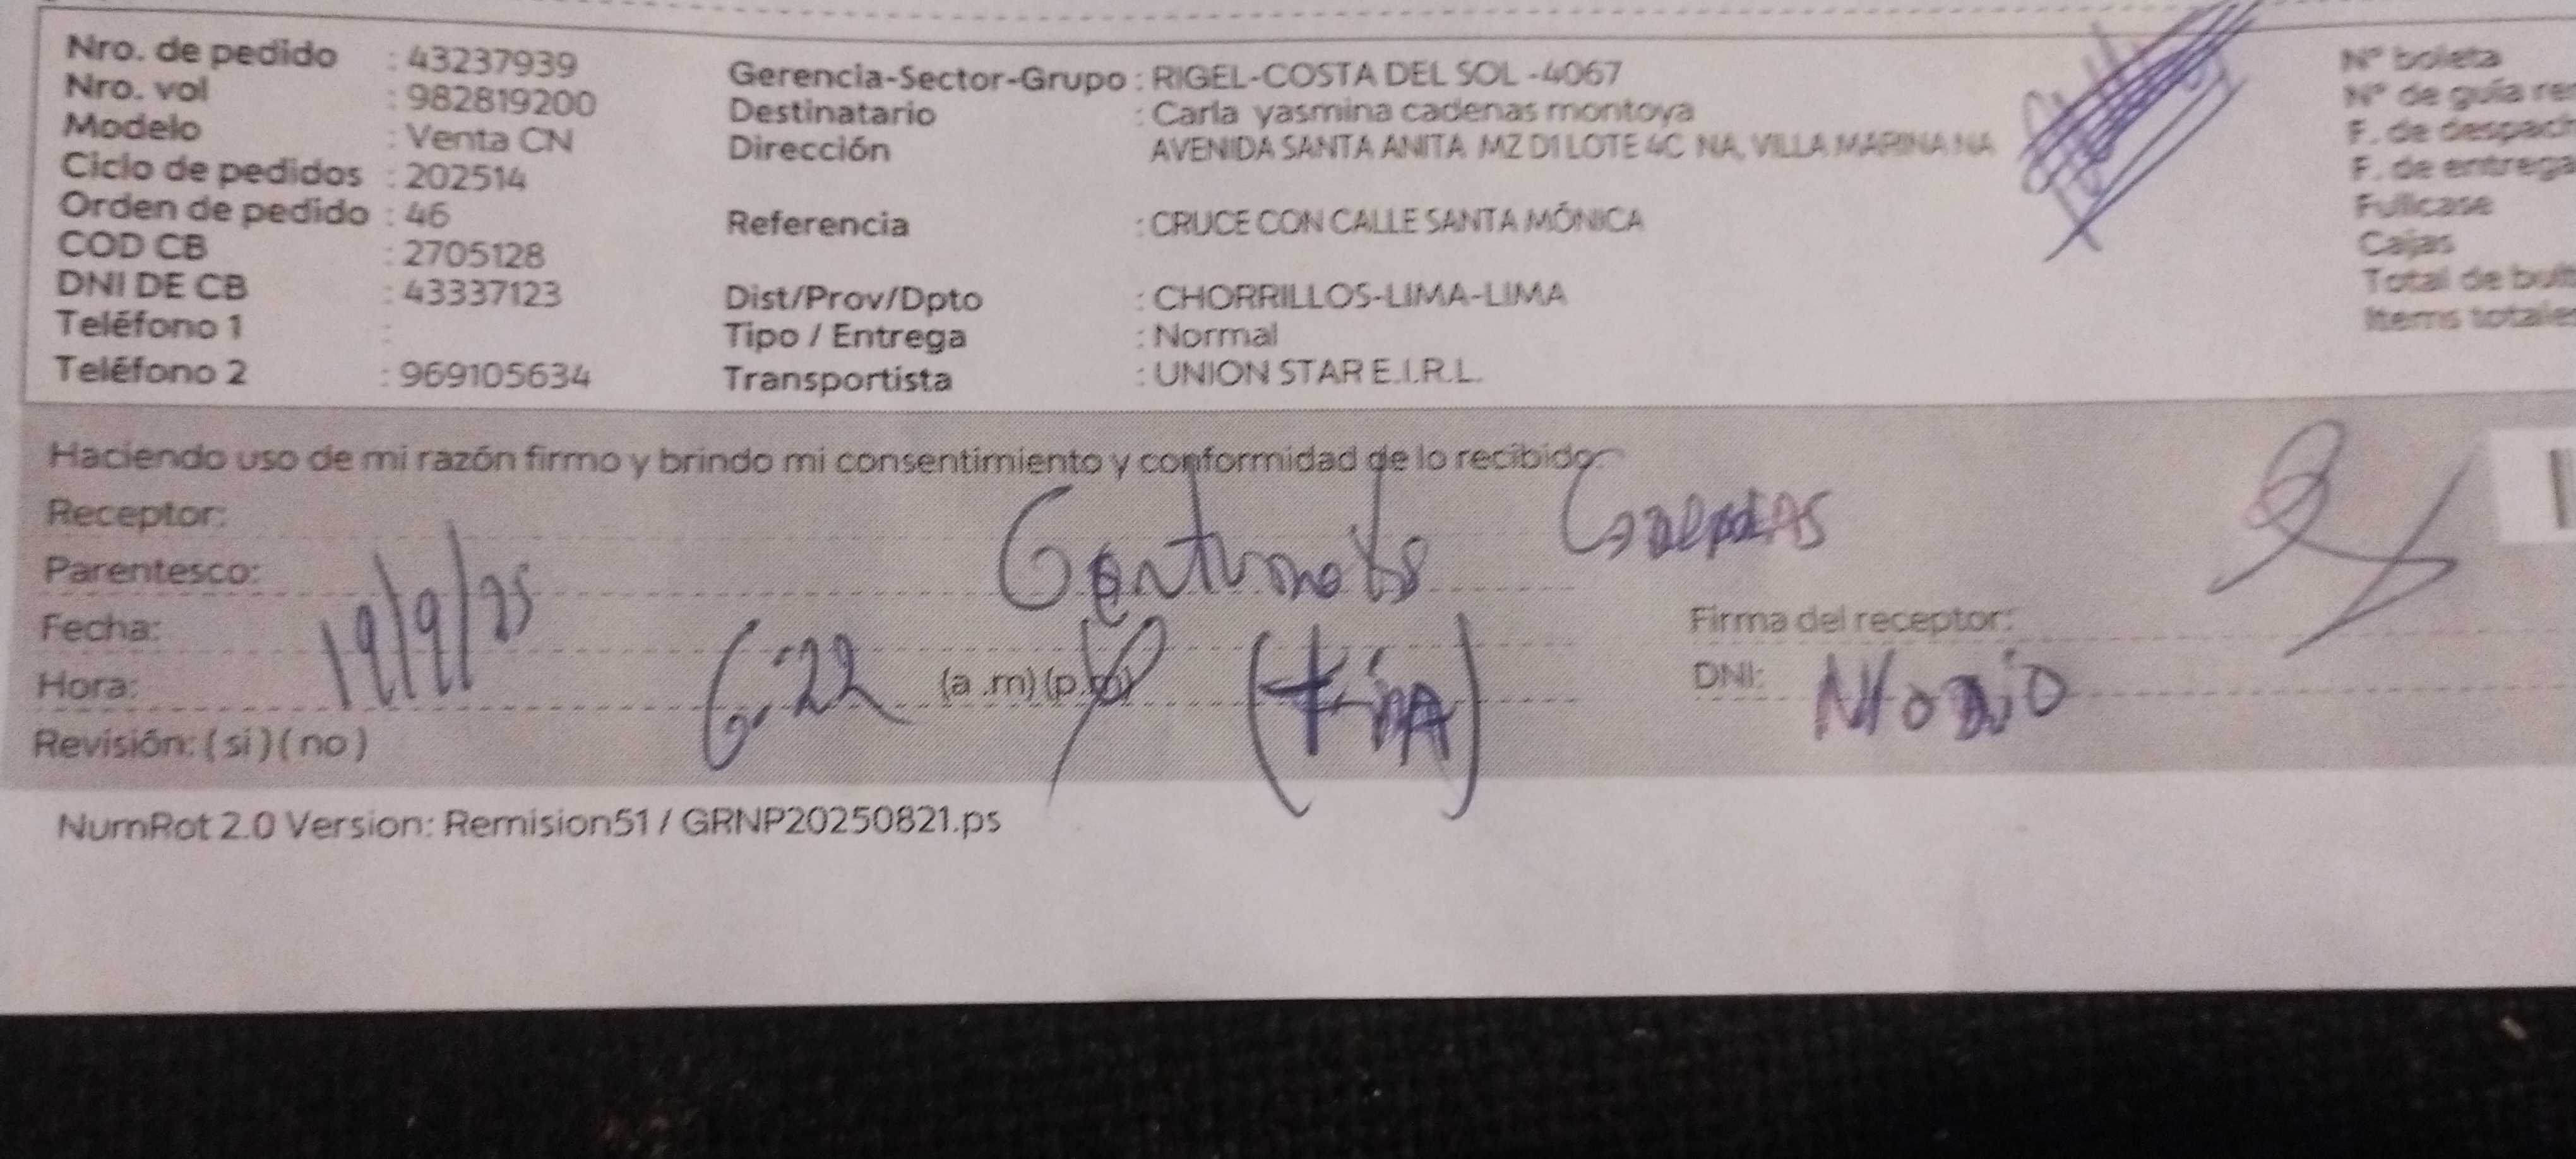 Nro. de pedido : 43237939
Nro. vol : 982819200
Modelo : Venta CN
Ciclo de pedidos : 202514
Orden de pedido : 46
COD CB : 2705128
DNI DE CB : 43337123
Teléfono 1 :
Teléfono 2 : 969105634
Gerencia-Sector-Grupo : RIGEL-COSTA DEL SOL -4067
Destinatario : Carla yasmina cadenas montoya
Dirección AVENIDA SANTA ANITA MZ D1 LOTE 4C NA, VILLA MARINA NA
Referencia : CRUCE CON CALLE SANTA MÓNICA
Dist/Prov/Dpto : CHORRILLOS-LIMA-LIMA
Tipo / Entrega : Normal
Transportista : UNION STAR E.I.R.L.
N° boleta
N° de guía re
F. de despach
F. de entrega
Fullcase
Cajas
Total de bul
Items totale
Haciendo uso de mi razón firmo y brindo mi consentimiento y conformidad de lo recibido.
Receptor:
Parentesco:
Fecha: 19/9/25
Hora: 6:22 (a .m) (p.m)
Revisión: ( si ) ( no )
(tía)
Firma del receptor:
DNI:
NumRot 2.0 Version: Remision51 / GRNP20250821.ps